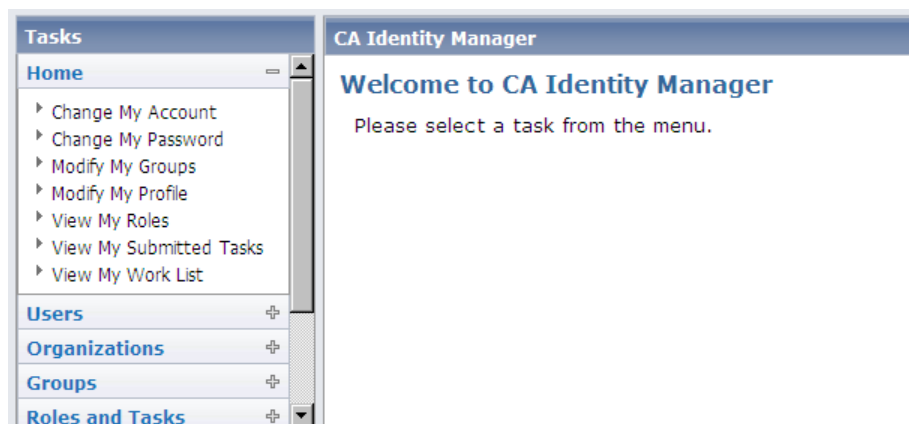 Tasks
Home
Change My Account
Change My Password
Modify My Groups
Modify My Profile
View My Roles
View My Submitted Tasks
View My Work List
Users
Organizations
Groups
Roles and Tasks
CA Identity Manager
Welcome to CA Identity Manager
Please select a task from the menu.